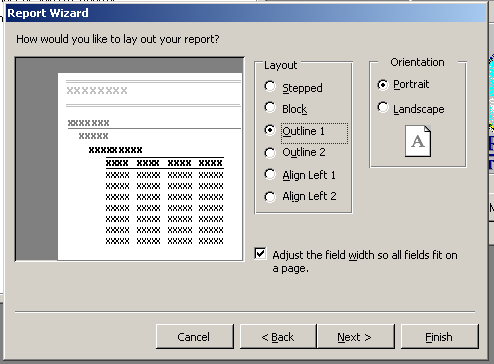 Report Wizard
How would you like to lay out your report?
Layout
Stepped
Block
Outline 1
Outline 2
Align Left 1
Align Left 2
Orientation
Portrait
Landscape
A
XXXXXXXX
XXXXXXX
XXXXX
XXXXXXXXX
XXXX XXXX XXXX XXXX
XXXXX XXXXX XXXXX XXXXX
XXXXX XXXXX XXXXX XXXXX
XXXXX XXXXX XXXXX XXXXX
XXXXX XXXXX XXXXX XXXXX
XXXXX XXXXX XXXXX XXXXX
XXXXX XXXXX XXXXX XXXXX
XXXXX XXXXX XXXXX XXXXX
Adjust the field width so all fields fit on
a page.
Cancel
< Back
Next >
Finish